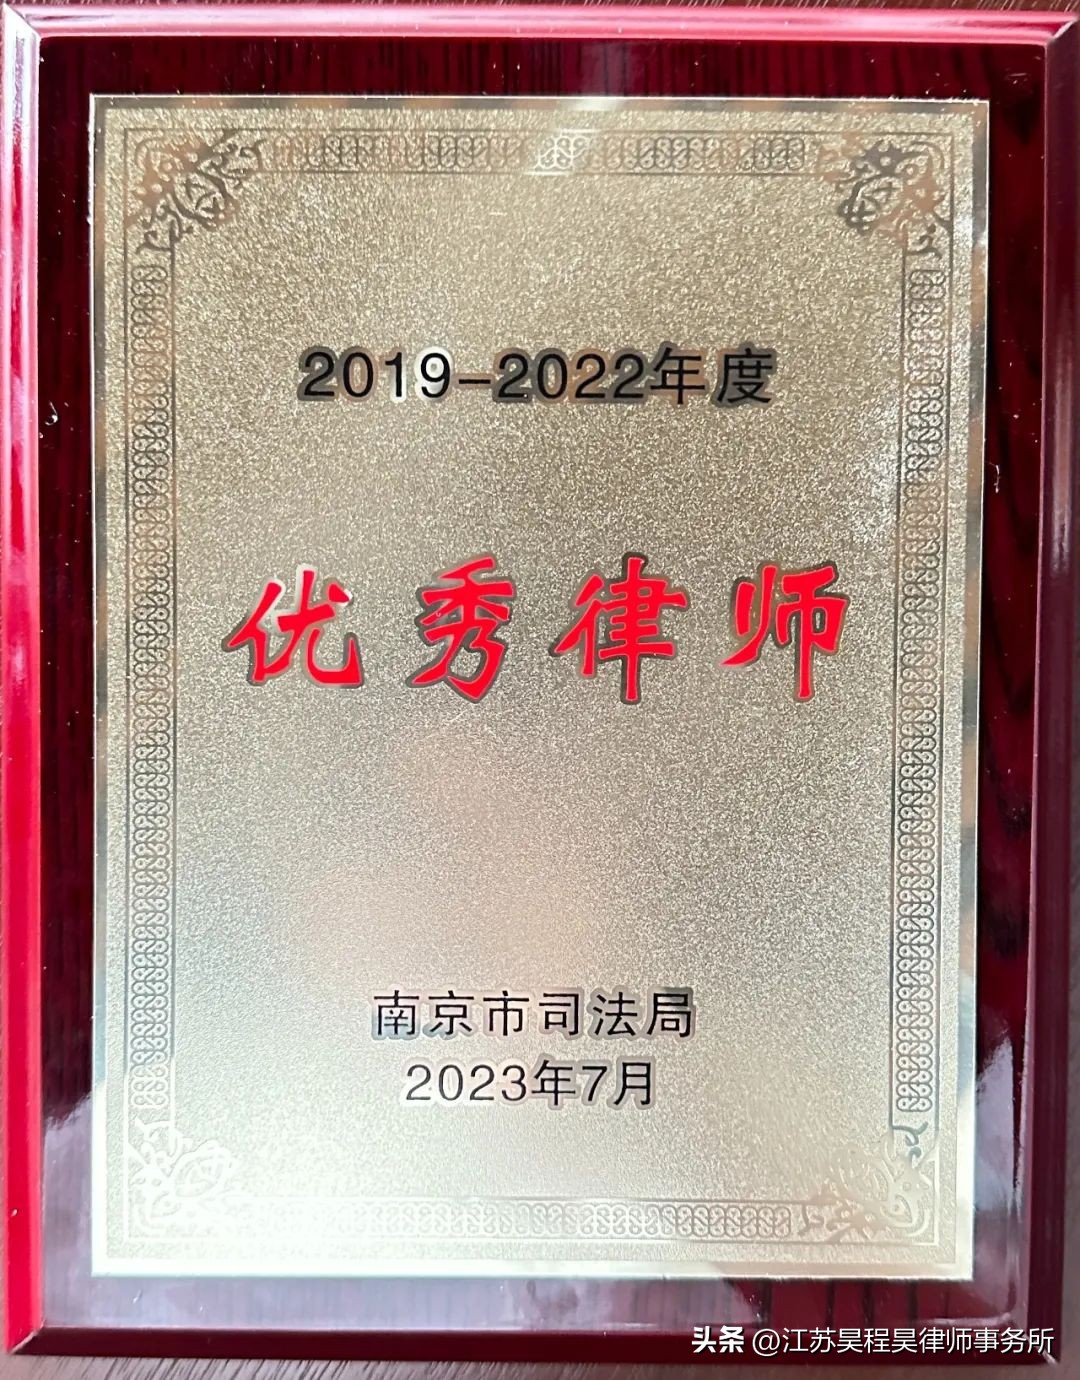 2019-2022年度
优秀律师
南京市司法局
2023年7月
头条 @江苏昊程昊律师事务所